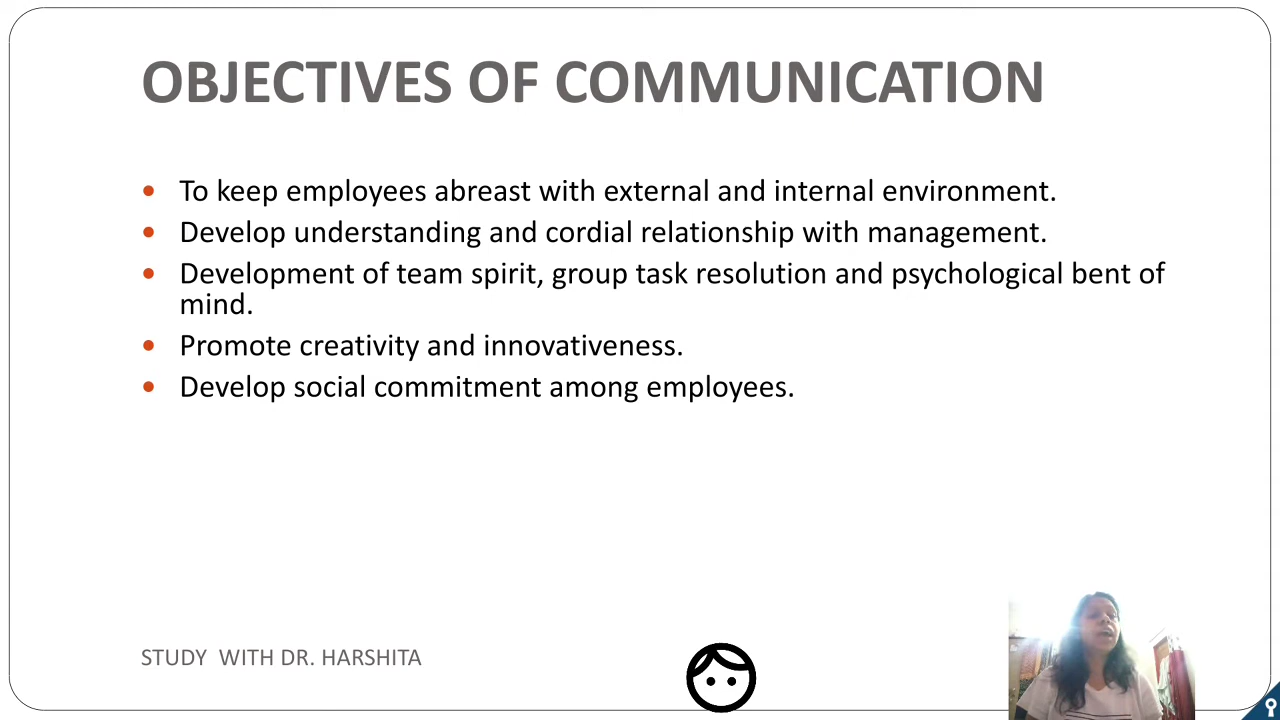 OBJECTIVES OF COMMUNICATION
• To keep employees abreast with external and internal environment.
• Develop understanding and cordial relationship with management.
• Development of team spirit, group task resolution and psychological bent of
mind.
• Promote creativity and innovativeness.
• Develop social commitment among employees.
STUDY WITH DR. HARSHITA